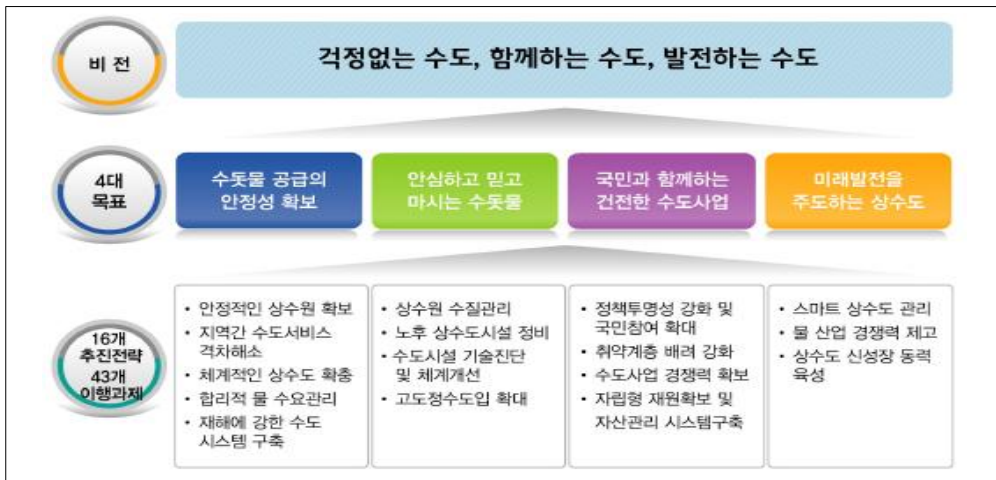 비 전
걱정없는 수도, 함께하는 수도, 발전하는 수도
4대
목표
수돗물 공급의
안정성 확보
안심하고 믿고
마시는 수돗물
국민과 함께하는
건전한 수도사업
미래발전을
주도하는 상수도
16개
추진전략
43개
이행과제
• 안정적인 상수원 확보
• 지역간 수도서비스
격차해소
• 체계적인 상수도 확충
• 합리적 물 수요관리
• 재해에 강한 수도
시스템 구축
• 상수원 수질관리
• 노후 상수도시설 정비
• 수도시설 기술진단
및 체계개선
• 고도정수도입 확대
• 정책투명성 강화 및
국민참여 확대
• 취약계층 배려 강화
• 수도사업 경쟁력 확보
• 자립형 재원확보 및
자산관리 시스템구축
• 스마트 상수도 관리
• 물 산업 경쟁력 제고
• 상수도 신성장 동력
육성